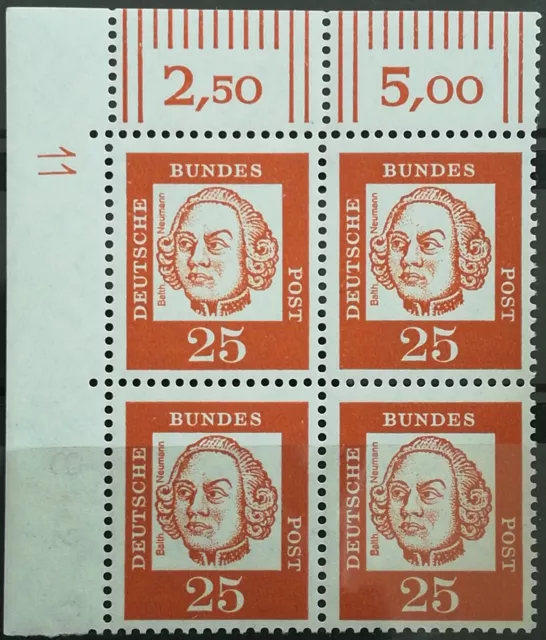 2,50
5,00
11
BUNDES
DEUTSCHE
Balth Neumann
POST
25
BUNDES
DEUTSCHE
Balth Neumann
POST
25
BUNDES
DEUTSCHE
Balth Neumann
POST
25
BUNDES
DEUTSCHE
Balth Neumann
POST
25